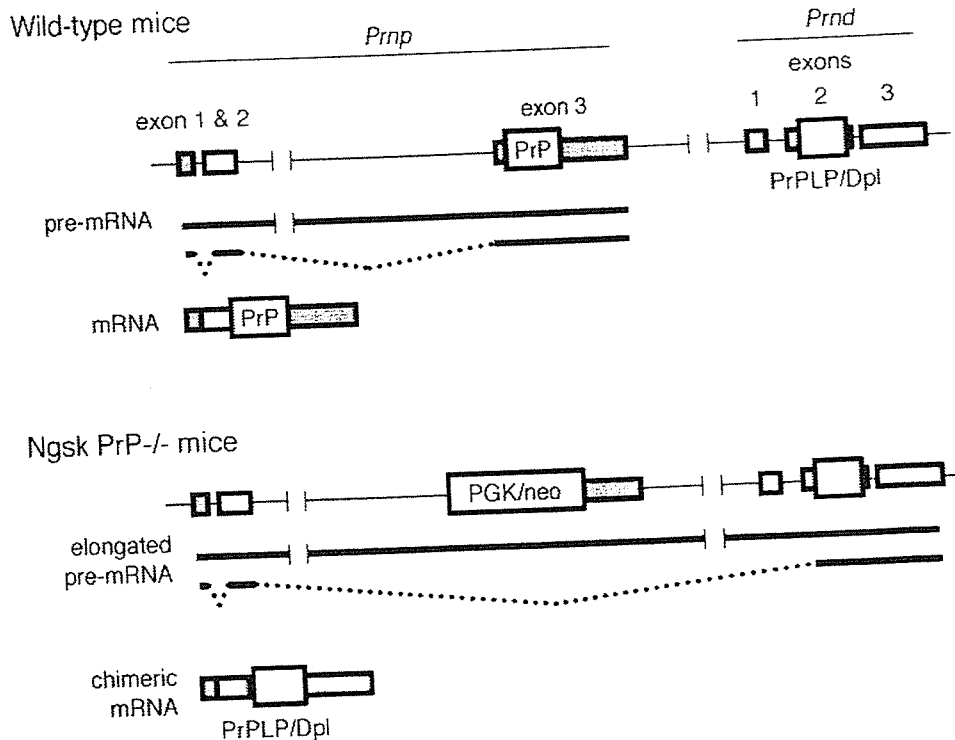 Wild-type mice
Prnp
Prnd
exons
exon 1 & 2
exon 3
1 2 3
PrP
PrPLP/Dpl
pre-mRNA
mRNA
PrP
Ngsk PrP-/- mice
PGK/neo
elongated
pre-mRNA
chimeric
mRNA
PrPLP/Dpl